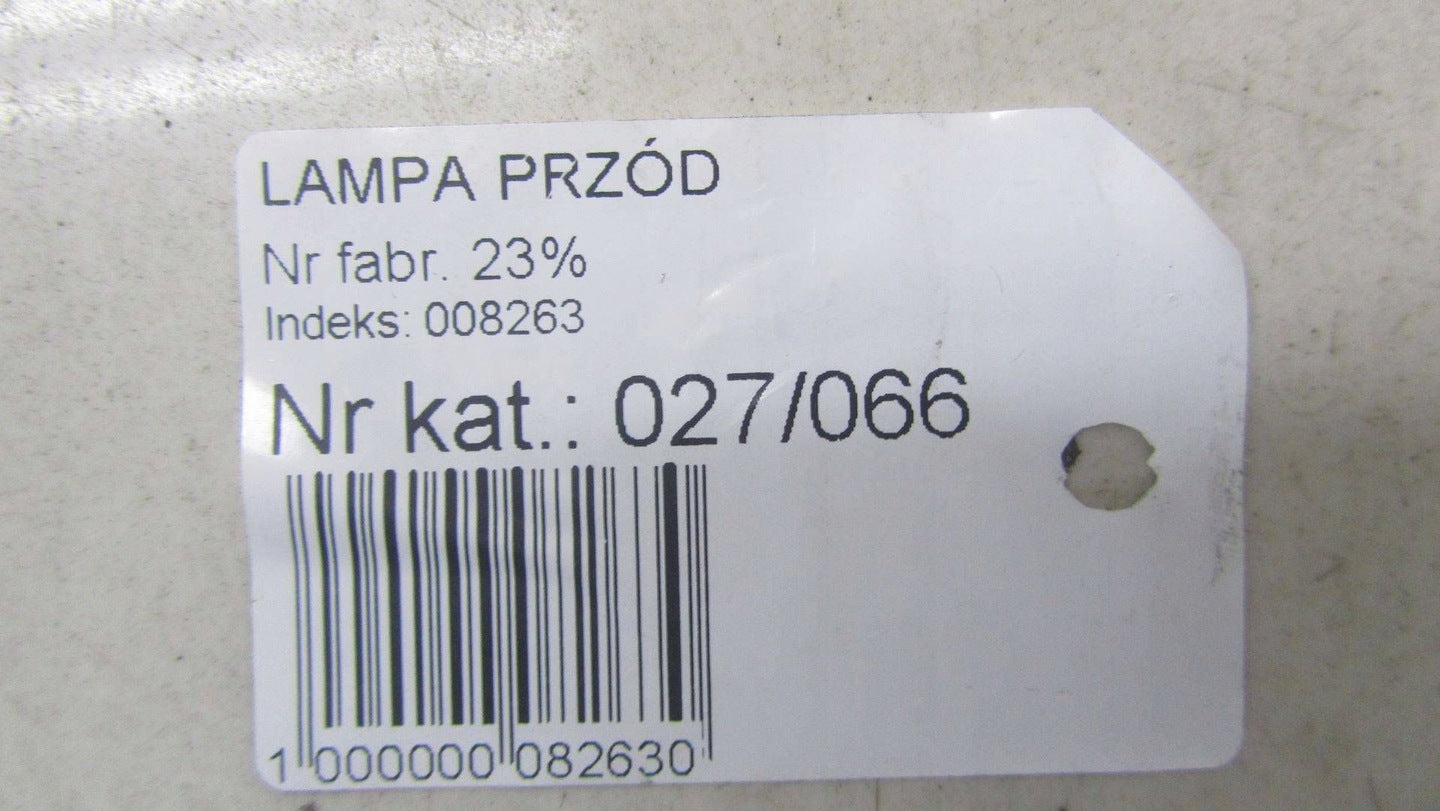 LAMPA PRZÓD
Nr fabr. 23%
Indeks: 008263
Nr kat.: 027/066
1 000000 082630